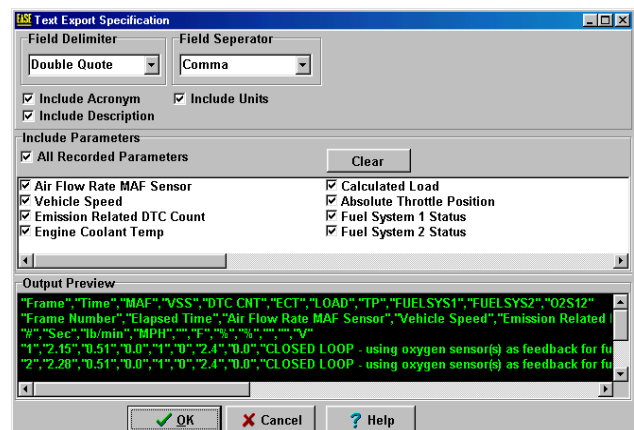 EASE Text Export Specification
Field Delimiter Field Seperator
Double Quote Comma
Include Acronym Include Units
Include Description
Include Parameters
All Recorded Parameters Clear
Air Flow Rate MAF Sensor Calculated Load
Vehicle Speed Absolute Throttle Position
Emission Related DTC Count Fuel System 1 Status
Engine Coolant Temp Fuel System 2 Status
Output Preview
"Frame","Time","MAF","VSS","DTC CNT","ECT","LOAD","TP","FUELSYS1","FUELSYS2","O2S12"
"Frame Number","Elapsed Time","Air Flow Rate MAF Sensor","Vehicle Speed","Emission Related
"#","Sec","lb/min","MPH","","F","%","%","","","V"
"1","2.15","0.51","0.0","1","0","2.4","0.0","CLOSED LOOP - using oxygen sensor(s) as feedback for fu
"2","2.28","0.51","0.0","1","0","2.4","0.0","CLOSED LOOP - using oxygen sensor(s) as feedback for fu
OK Cancel ? Help